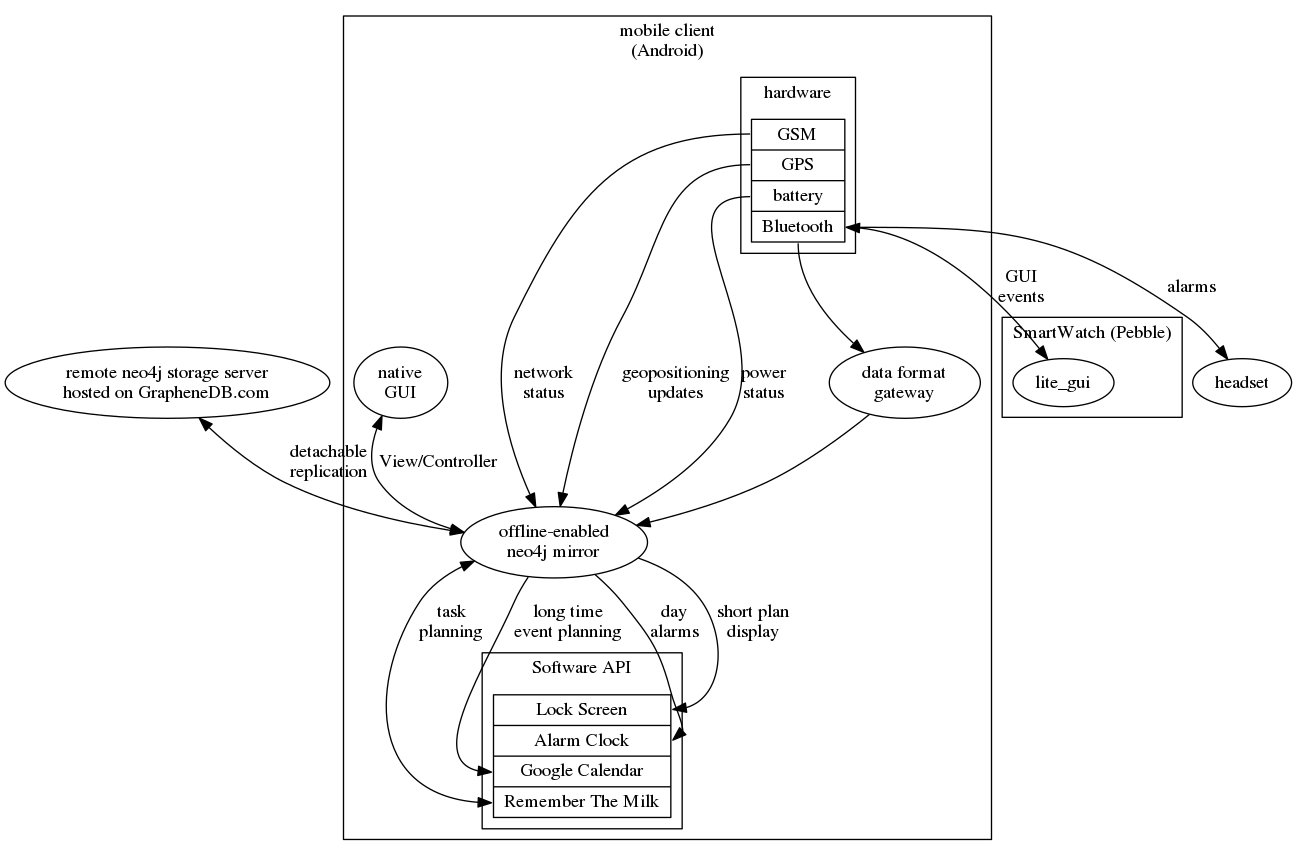 mobile client
(Android)
hardware
GSM
GPS
battery
Bluetooth
GUI
events
alarms
SmartWatch (Pebble)
remote neo4j storage server
hosted on GrapheneDB.com
native
GUI
network
status
geopositioning
updates
power
status
data format
gateway
lite_gui
headset
detachable
replication
View/Controller
offline-enabled
neo4j mirror
task
planning
long time
event planning
day
alarms
short plan
display
Software API
Lock Screen
Alarm Clock
Google Calendar
Remember The Milk